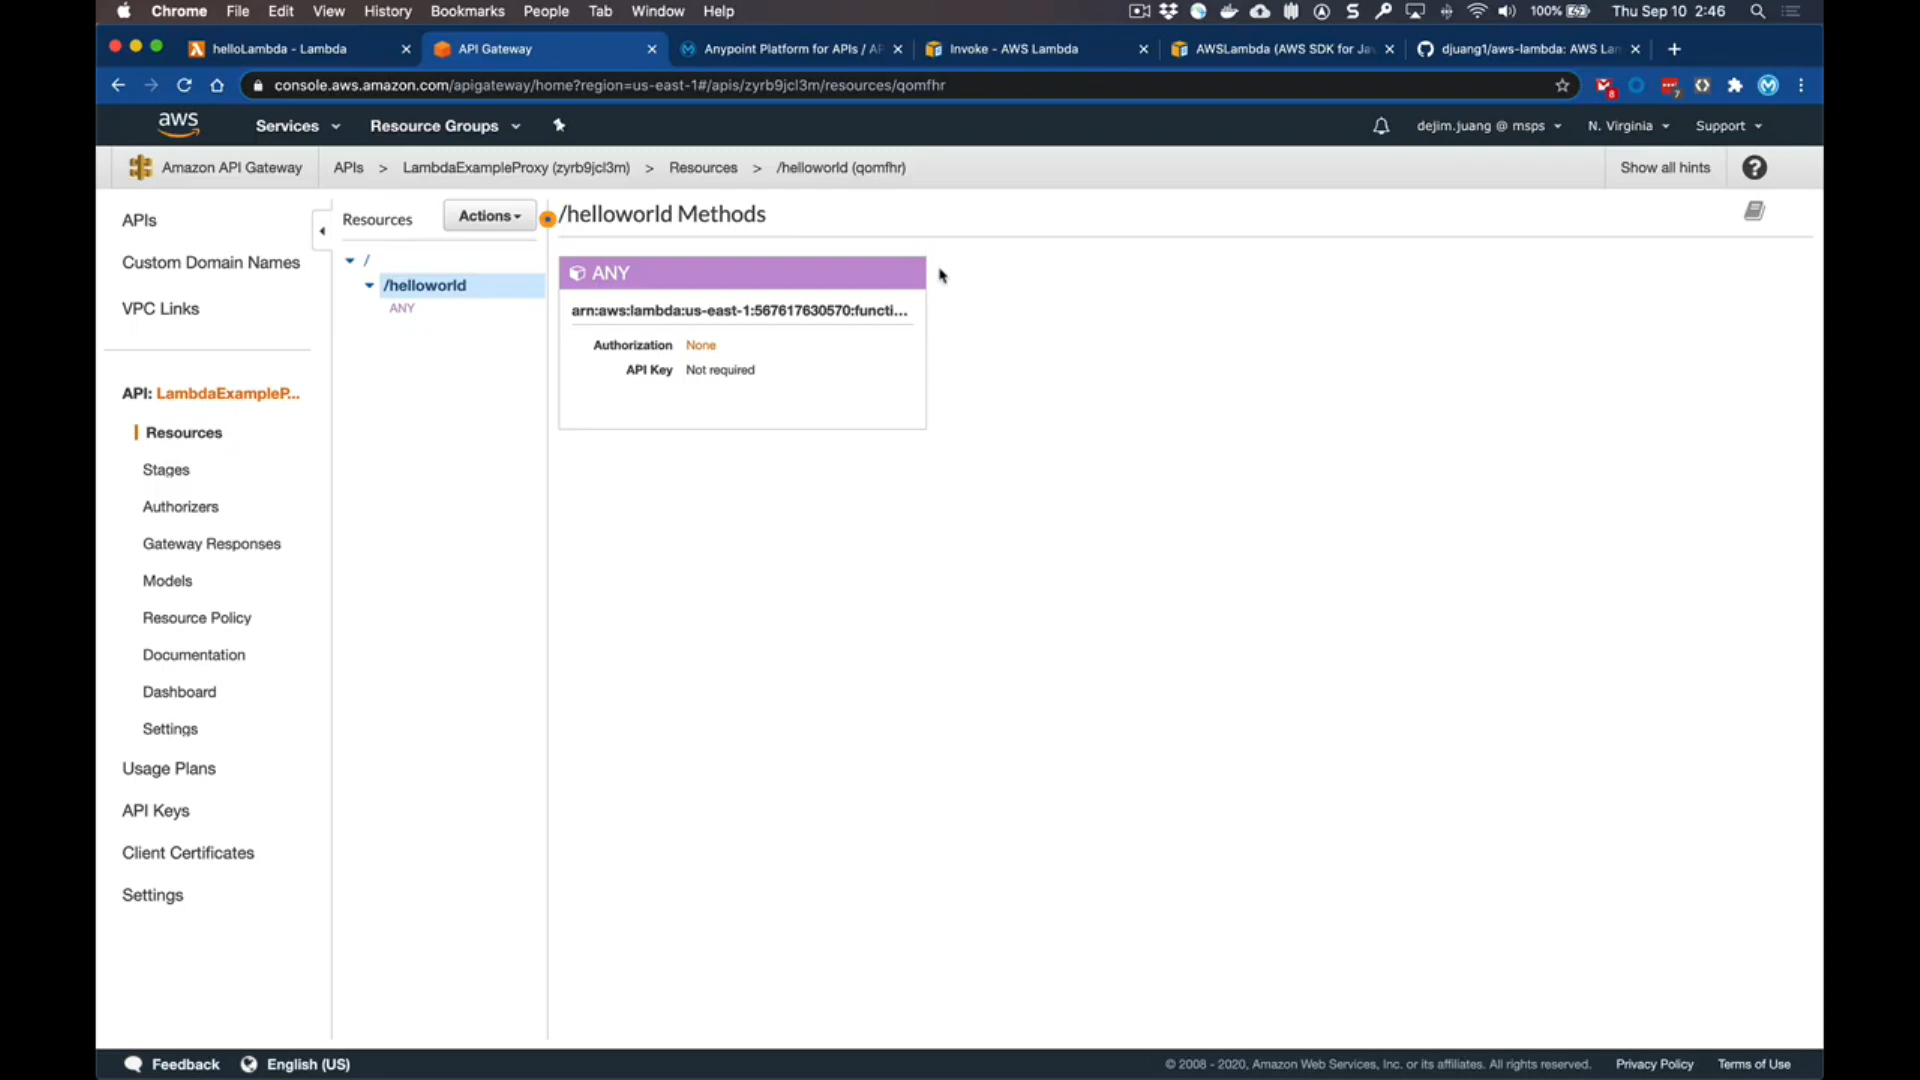 Chrome File Edit View History Bookmarks People Tab Window Help 100% Thu Sep 10 2:46
helloLambda - Lambda API Gateway Anypoint Platform for APIs / AP Invoke - AWS Lambda AWSLambda (AWS SDK for Jav djuang1/aws-lambda: AWS Lam
console.aws.amazon.com/apigateway/home?region=us-east-1#/apis/zyrb9jcl3m/resources/qomfhr
aws Services Resource Groups dejim.juang @ msps N. Virginia Support
Amazon API Gateway APIs > LambdaExampleProxy (zyrb9jcl3m) > Resources > /helloworld (qomfhr) Show all hints ?
APIs
Custom Domain Names
VPC Links
API: LambdaExampleP...
Resources
Stages
Authorizers
Gateway Responses
Models
Resource Policy
Documentation
Dashboard
Settings
Usage Plans
API Keys
Client Certificates
Settings
Resources Actions
/
/helloworld
ANY
/helloworld Methods
ANY
arn:aws:lambda:us-east-1:567617630570:functi...
Authorization None
API Key Not required
Feedback English (US) © 2008 - 2020, Amazon Web Services, Inc. or its affiliates. All rights reserved. Privacy Policy Terms of Use